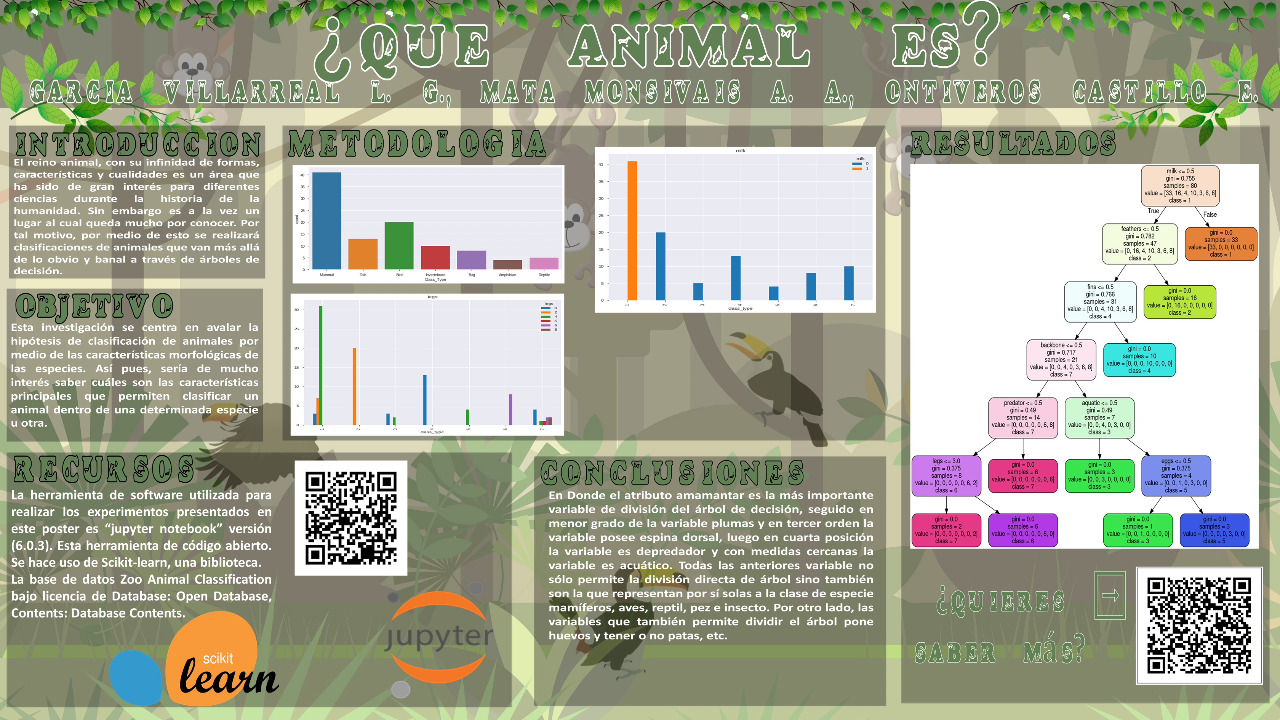 ¿QUE ANIMAL ES?
GARCIA VILLARREAL L. G., MATA MONSIVAIS A. A., ONTIVEROS CASTILLO E.
INTRODUCCION
El reino animal, con su infinidad de formas,
características y cualidades es un área que
ha sido de gran interés para diferentes
ciencias durante la historia de la
humanidad. Sin embargo es a la vez un
lugar al cual queda mucho por conocer. Por
tal motivo, por medio de esto se realizará
clasificaciones de animales que van más allá
de lo obvio y banal a través de árboles de
decisión.
OBJETIVO
Esta investigación se centra en avalar la
hipótesis de clasificación de animales por
medio de las características morfológicas de
las especies. Así pues, sería de mucho
interés saber cuáles son las características
principales que permiten clasificar un
animal dentro de una determinada especie
u otra.
RECURSOS
La herramienta de software utilizada para
realizar los experimentos presentados en
este poster es “jupyter notebook” versión
(6.0.3). Esta herramienta de código abierto.
Se hace uso de Scikit-learn, una biblioteca.
La base de datos Zoo Animal Classification
bajo licencia de Database: Open Database,
Contents: Database Contents.
scikit
learn
jupyter
METODOLOGIA
Mammal
Bird
Invertebrate
Bug
Amphibian
Reptile
Class_Type
legs
class_type
milk
class_type
CONCLUSIONES
En Donde el atributo amamantar es la más importante
variable de división del árbol de decisión, seguido en
menor grado de la variable plumas y en tercer orden la
variable posee espina dorsal, luego en cuarta posición
la variable es depredador y con medidas cercanas la
variable es acuático. Todas las anteriores variable no
sólo permite la división directa de árbol sino también
son la que representan por sí solas a la clase de especie
mamíferos, aves, reptil, pez e insecto. Por otro lado, las
variables que también permite dividir el árbol pone
huevos y tener o no patas, etc.
RESULTADOS
milk <= 0.5
gini = 0.755
samples = 80
value = [33, 16, 4, 10, 3, 6, 8]
class = 1
True
False
feathers <= 0.5
gini = 0.782
samples = 47
value = [0, 16, 4, 10, 3, 6, 8]
class = 2
gini = 0.0
samples = 33
value = [33, 0, 0, 0, 0, 0, 0]
class = 1
fins <= 0.5
gini = 0.766
samples = 31
value = [0, 0, 4, 10, 3, 6, 8]
class = 4
gini = 0.0
samples = 16
value = [0, 16, 0, 0, 0, 0, 0]
class = 2
backbone <= 0.5
gini = 0.717
samples = 21
value = [0, 0, 4, 0, 3, 6, 8]
class = 7
gini = 0.0
samples = 10
value = [0, 0, 0, 10, 0, 0, 0]
class = 4
predator <= 0.5
gini = 0.49
samples = 14
value = [0, 0, 0, 0, 0, 6, 8]
class = 7
aquatic <= 0.5
gini = 0.49
samples = 7
value = [0, 0, 4, 0, 3, 0, 0]
class = 3
legs <= 3.0
gini = 0.375
samples = 8
value = [0, 0, 0, 0, 0, 6, 2]
class = 6
gini = 0.0
samples = 6
value = [0, 0, 0, 0, 0, 0, 6]
class = 7
gini = 0.0
samples = 3
value = [0, 0, 3, 0, 0, 0, 0]
class = 3
eggs <= 0.5
gini = 0.375
samples = 4
value = [0, 0, 1, 0, 3, 0, 0]
class = 5
gini = 0.0
samples = 2
value = [0, 0, 0, 0, 0, 0, 2]
class = 7
gini = 0.0
samples = 6
value = [0, 0, 0, 0, 0, 6, 0]
class = 6
gini = 0.0
samples = 1
value = [0, 0, 1, 0, 0, 0, 0]
class = 3
gini = 0.0
samples = 3
value = [0, 0, 0, 0, 3, 0, 0]
class = 5
¿QUIERES
SABER MáS?